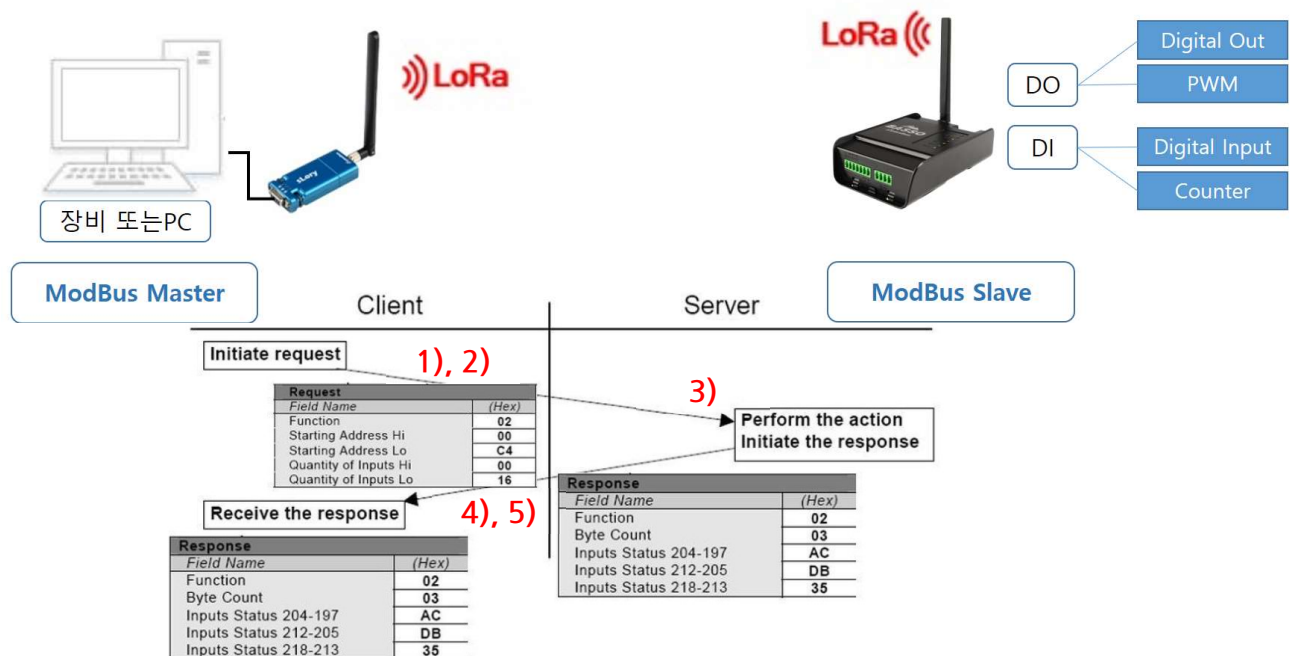 LoRa
LoRa
Digital Out
DO
PWM
DI
Digital Input
Counter
sLory
장비 또는PC
ModBus Master
ModBus Slave
Client
Server
Initiate request
1), 2)
3)
Request
Field Name (Hex)
Function 02
Starting Address Hi 00
Starting Address Lo C4
Quantity of Inputs Hi 00
Quantity of Inputs Lo 16
Perform the action
Initiate the response
Receive the response
4), 5)
Response
Field Name (Hex)
Function 02
Byte Count 03
Inputs Status 204-197 AC
Inputs Status 212-205 DB
Inputs Status 218-213 35
Response
Field Name (Hex)
Function 02
Byte Count 03
Inputs Status 204-197 AC
Inputs Status 212-205 DB
Inputs Status 218-213 35